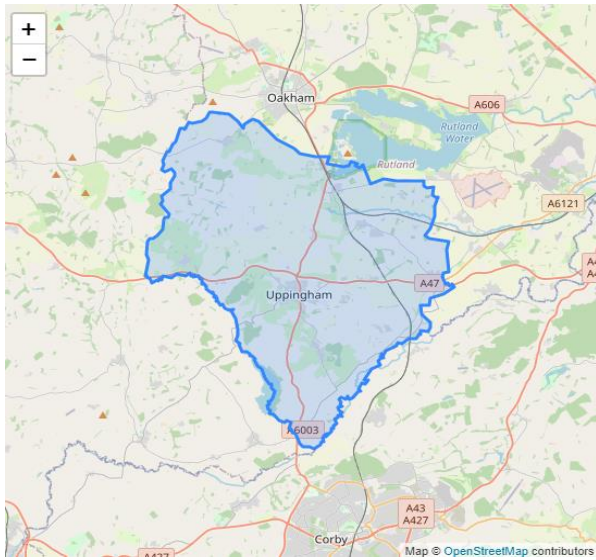 +
−
Oakham
A606
Rutland
Water
Rutland
A6121
A47
Uppingham
A6003
A43
A427
Corby
Map © OpenStreetMap contributors